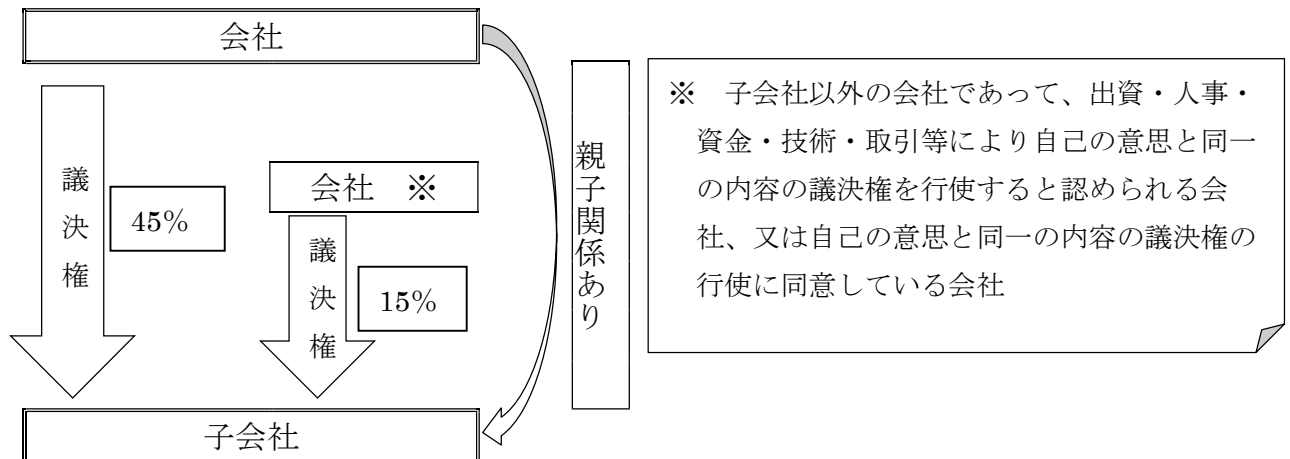 会社
議決権
45%
会社 ※
議決権
15%
親子関係あり
※ 子会社以外の会社であって、出資・人事・
資金・技術・取引等により自己の意思と同一
の内容の議決権を行使すると認められる会
社、又は自己の意思と同一の内容の議決権の
行使に同意している会社
子会社